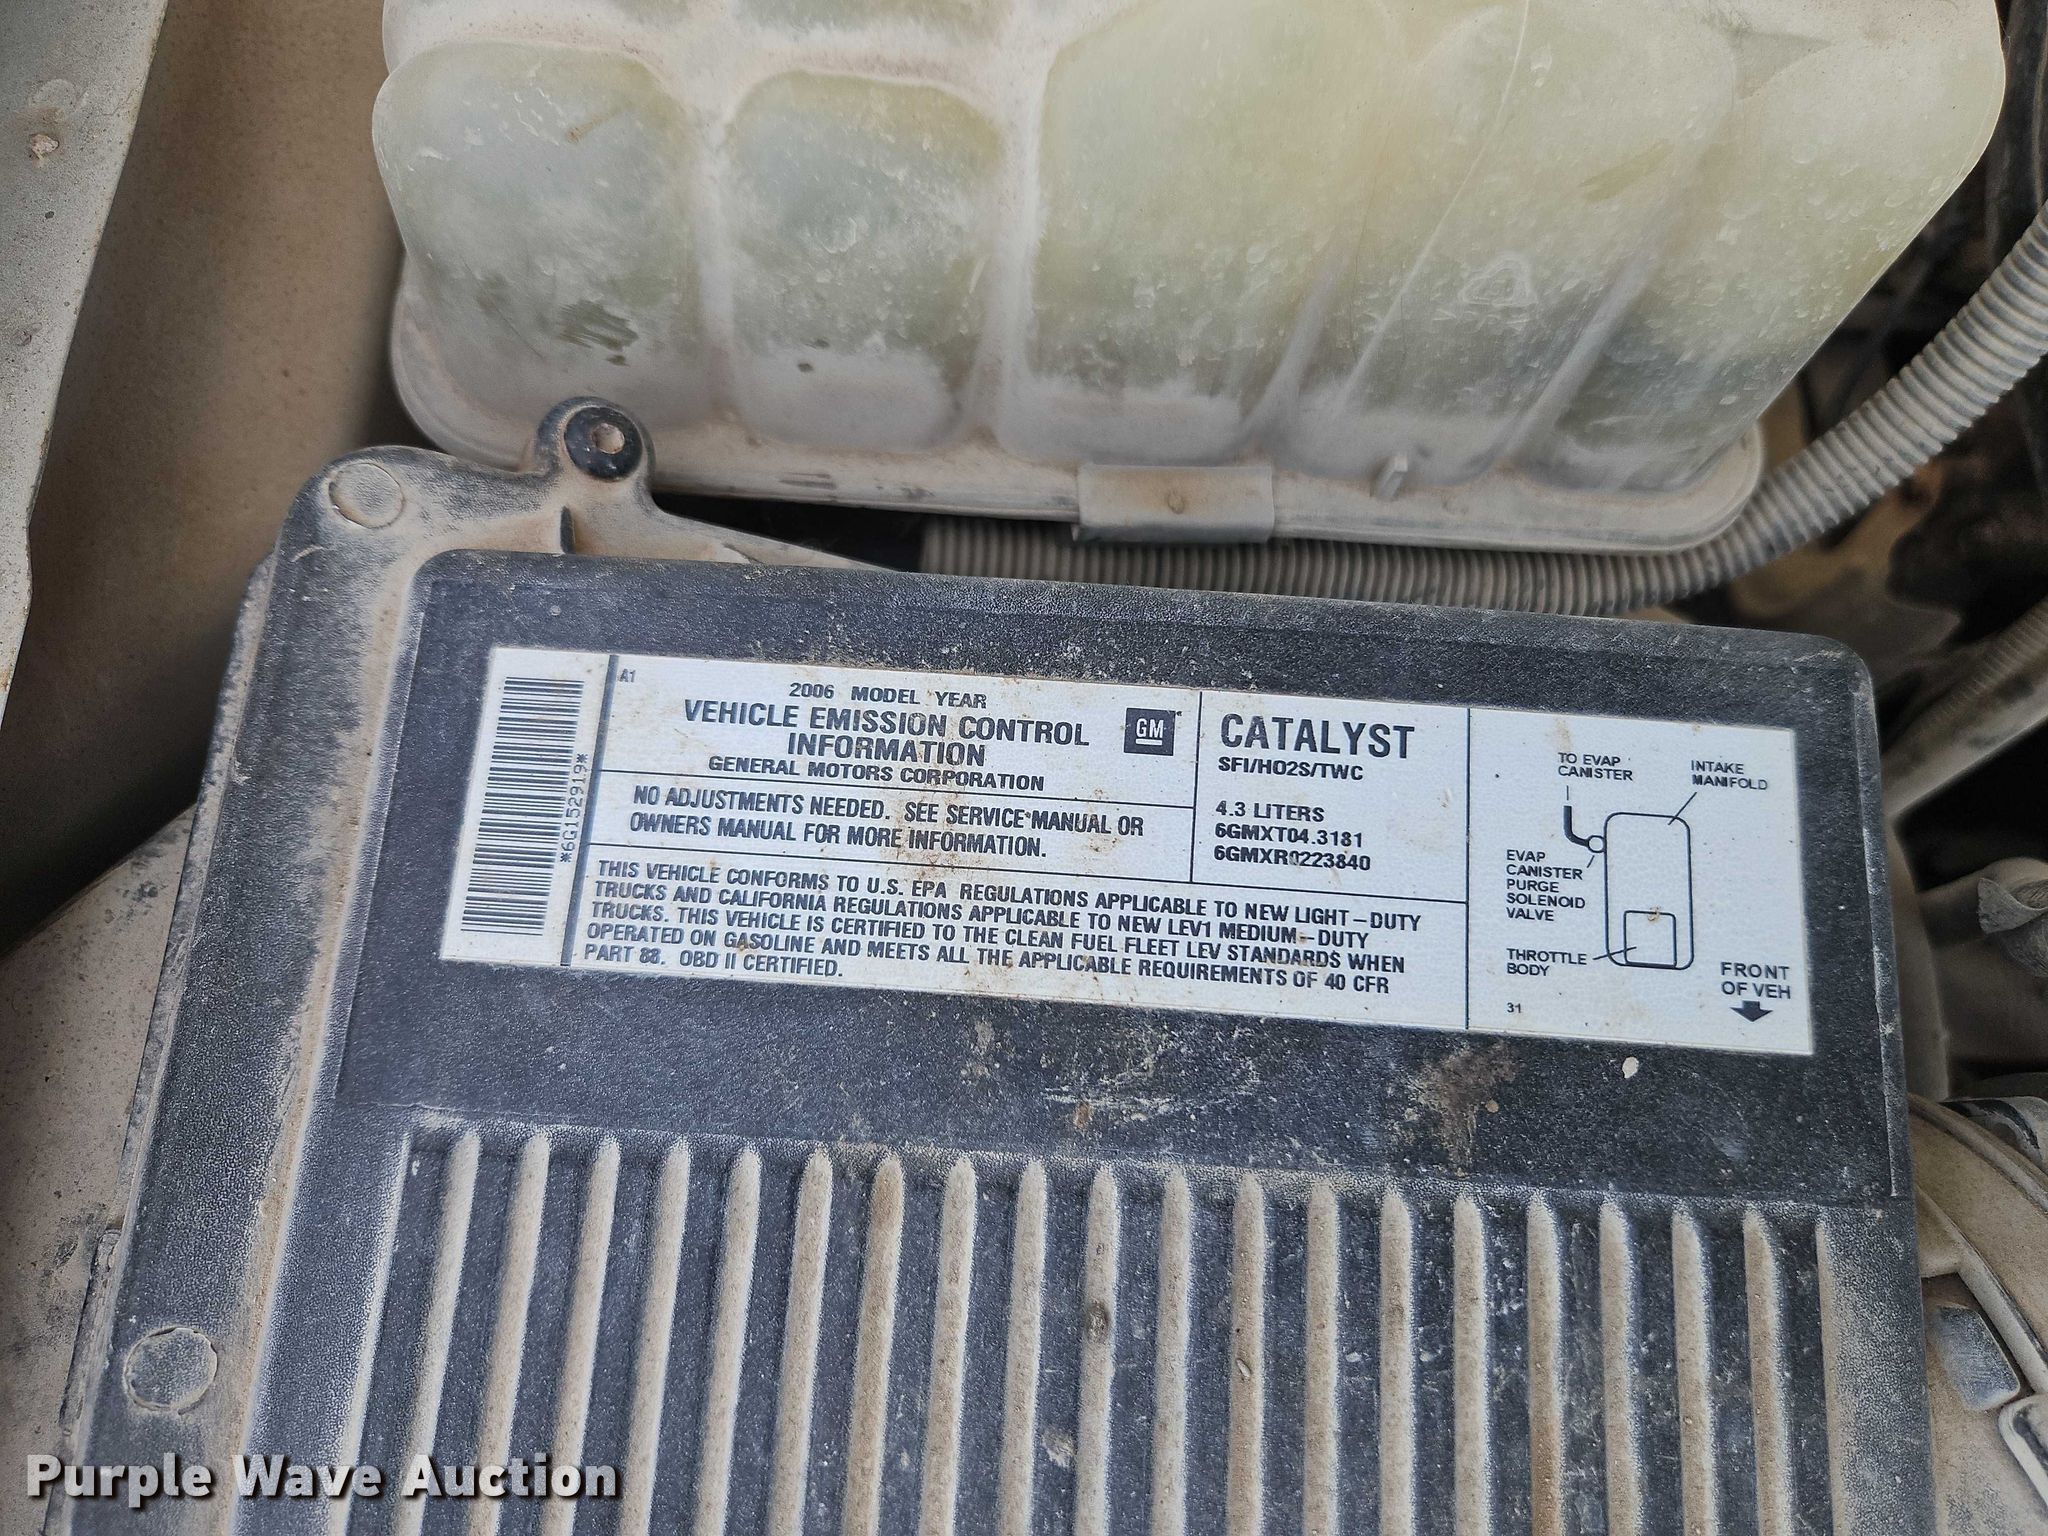 A1
2006 MODEL YEAR
VEHICLE EMISSION CONTROL
INFORMATION
GENERAL MOTORS CORPORATION
GM
NO ADJUSTMENTS NEEDED. SEE SERVICE MANUAL OR
OWNERS MANUAL FOR MORE INFORMATION.
CATALYST
SFI/HO2S/TWC
4.3 LITERS
6GMXT04.3181
6GMXR0223840
THIS VEHICLE CONFORMS TO U.S. EPA REGULATIONS APPLICABLE TO NEW LIGHT-DUTY
TRUCKS AND CALIFORNIA REGULATIONS APPLICABLE TO NEW LEV1 MEDIUM-DUTY
TRUCKS. THIS VEHICLE IS CERTIFIED TO THE CLEAN FUEL FLEET LEV STANDARDS WHEN
OPERATED ON GASOLINE AND MEETS ALL THE APPLICABLE REQUIREMENTS OF 40 CFR
PART 88. OBD II CERTIFIED.
*6G152919*
TO EVAP
CANISTER
INTAKE
MANIFOLD
EVAP
CANISTER
PURGE
SOLENOID
VALVE
THROTTLE
BODY
FRONT
OF VEH
31
Purple Wave Auction